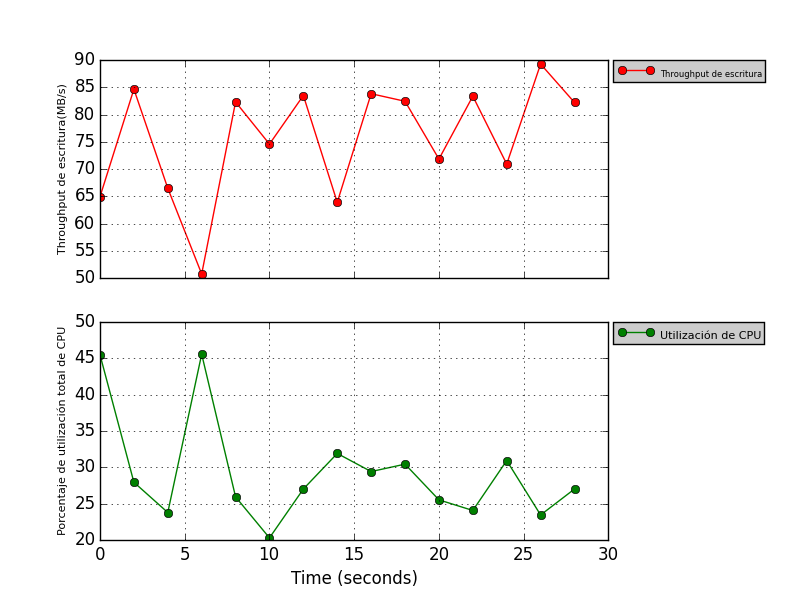 90
85
80
75
70
65
60
55
50
Throughput de escritura(MB/s)
Throughput de escritura
50
45
40
35
30
25
20
Porcentaje de utilización total de CPU
Utilización de CPU
0 5 10 15 20 25 30
Time (seconds)